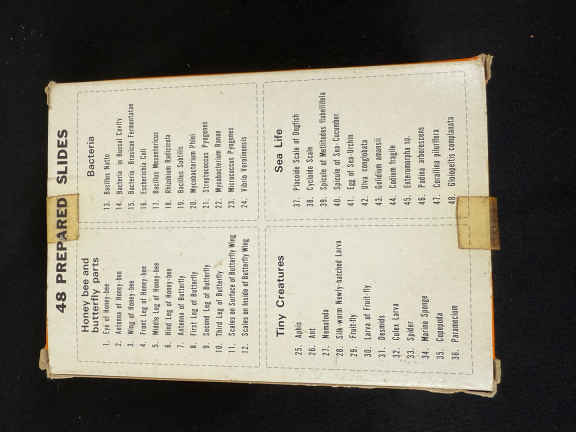 48 PREPARED SLIDES
Honey bee and
butterfly parts
1. Eye of Honey-bee
2. Antenna of Honey-bee
3. Wing of Honey-bee
4. Front Leg of Honey-bee
5. Middle Leg of Honey-bee
6. Hind Leg of Honey-bee
7. Antenna of Butterfly
8. First Leg of Butterfly
9. Second Leg of Butterfly
10. Third Leg of Butterfly
11. Scales on Surface of Butterfly Wing
12. Scales on Inside of Butterfly Wing
Bacteria
13. Bacillus Natto
14. Bacteria in Buccal Cavity
15. Bacteria Brassicae Fermentatae
16. Escherichia Coli
17. Bacillus Mesentericus
18. Rhizobium Radicicola
19. Bacillus Subtilis
20. Mycobacterium Phlei
21. Streptococcus Pyogenes
22. Mycobacterium Ranae
23. Micrococcus Pyogenes
24. Vibrio
Tiny Creatures
25. Aphis
26. Ant
27. Nematoda
28. Silk-worm Newly-hatched Larva
29. Fruit-fly
30. Larva of Fruit-fly
31. Desmids
32. Culex Larva
33. Spider
34. Marine Sponge
35. Copepoda
36. Paramecium
Sea Life
37. Placoide Scale of Dogfish
38. Cycloide Scale
39. Spicule of Mellitodes flabellifela
40. Spicule of Sea-Cucumber
41. Egg of Sea-Urchin
42. Ulva conglobata
43. Gelidium amansii
44. Codium fragile
45. Enteromorpha sp.
46. Padina arborescens
47. Corallina pilulifera
48. Gloiopeltis complanata